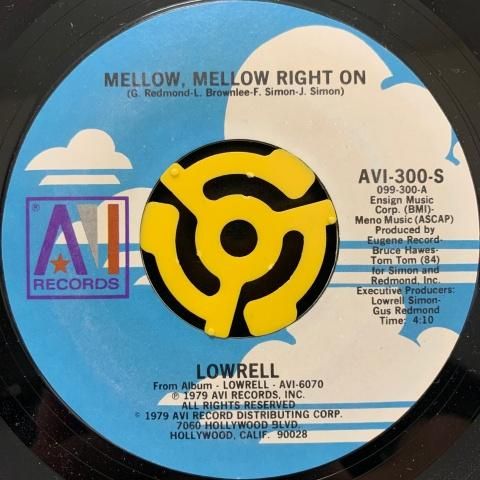 MELLOW, MELLOW RIGHT ON
(G. Redmond-L. Brownlee-F. Simon-J. Simon)
AVI-300-S
099-300-A
Ensign Music
Corp. (BMI)-
Meno Music (ASCAP)
Produced by
Eugene Record-
Bruce Hawes-
Tom Tom (84)
for Simon and
Redmond, Inc.
Executive Producers:
Lowrell Simon-
Gus Redmond
Time: 4:10
®
AVI
RECORDS
LOWRELL
From Album - LOWRELL - AVI-6070
℗ 1979 AVI RECORDS, INC.
ALL RIGHTS RESERVED
© 1979 AVI RECORD DISTRIBUTING CORP.
7060 HOLLYWOOD BLVD.
HOLLYWOOD, CALIF. 90028